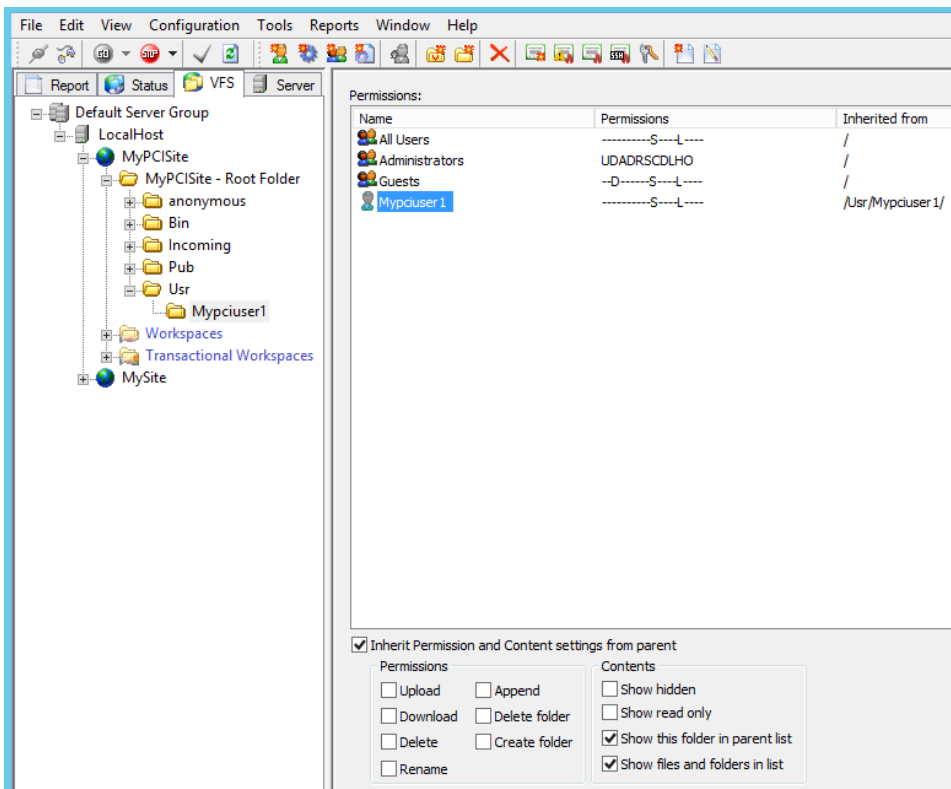 File Edit View Configuration Tools Reports Window Help
GO STOP
SSH
Report Status VFS Server
Default Server Group
LocalHost
MyPCISite
MyPCISite - Root Folder
anonymous
Bin
Incoming
Pub
Usr
Mypciuser1
Workspaces
Transactional Workspaces
MySite
Permissions:
Name Permissions Inherited from
All Users ----------S----L---- /
Administrators UDADRSCDLHO /
Guests --D------S----L---- /
Mypciuser1 ----------S----L---- /Usr/Mypciuser1/
Inherit Permission and Content settings from parent
Permissions
Upload Append
Download Delete folder
Delete Create folder
Rename
Contents
Show hidden
Show read only
Show this folder in parent list
Show files and folders in list